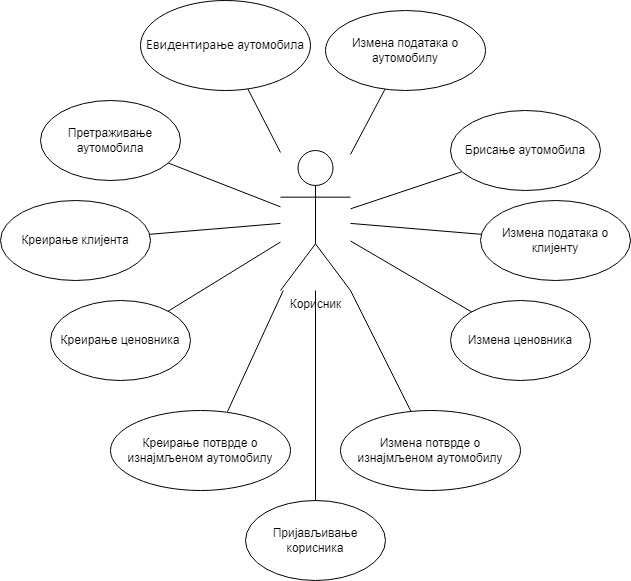 Евидентирање аутомобила
Измена података о
аутомобилу
Претраживање
аутомобила
Брисање аутомобила
Креирање клијента
Измена података о
клијенту
Корисник
Креирање ценовника
Измена ценовника
Креирање потврде о
изнајмљеном аутомобилу
Измена потврде о
изнајмљеном аутомобилу
Пријављивање
корисника